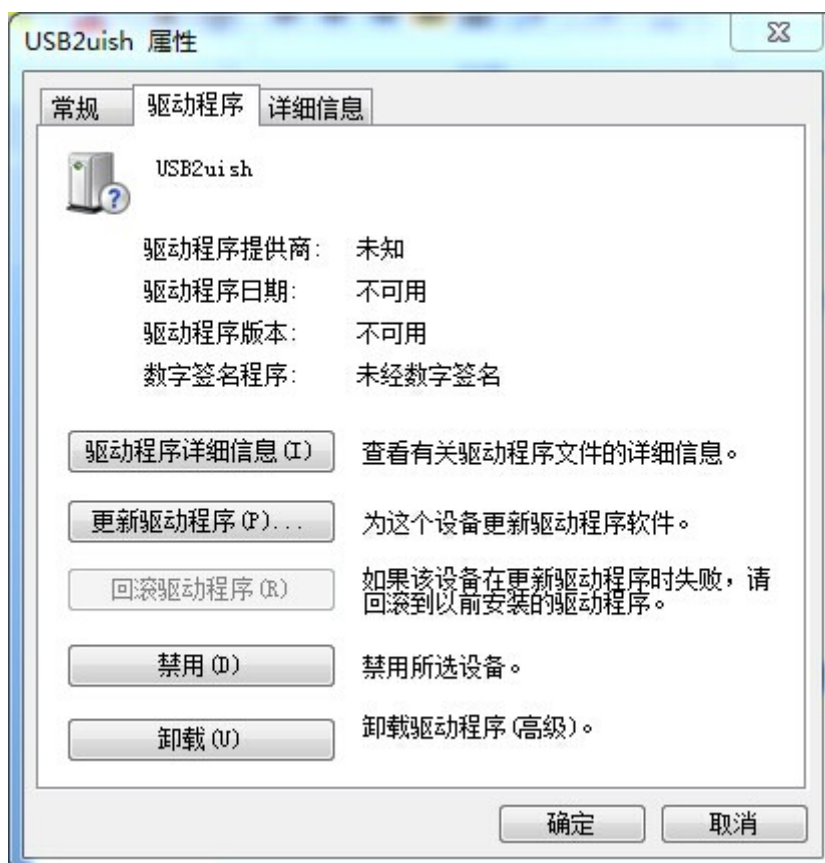 USB2uish 属性
常规 驱动程序 详细信息
USB2uish
驱动程序提供商: 未知
驱动程序日期: 不可用
驱动程序版本: 不可用
数字签名程序: 未经数字签名
驱动程序详细信息(I) 查看有关驱动程序文件的详细信息。
更新驱动程序(P)... 为这个设备更新驱动程序软件。
回滚驱动程序(R) 如果该设备在更新驱动程序时失败，请
回滚到以前安装的驱动程序。
禁用(D) 禁用所选设备。
卸载(U) 卸载驱动程序(高级)。
确定 取消